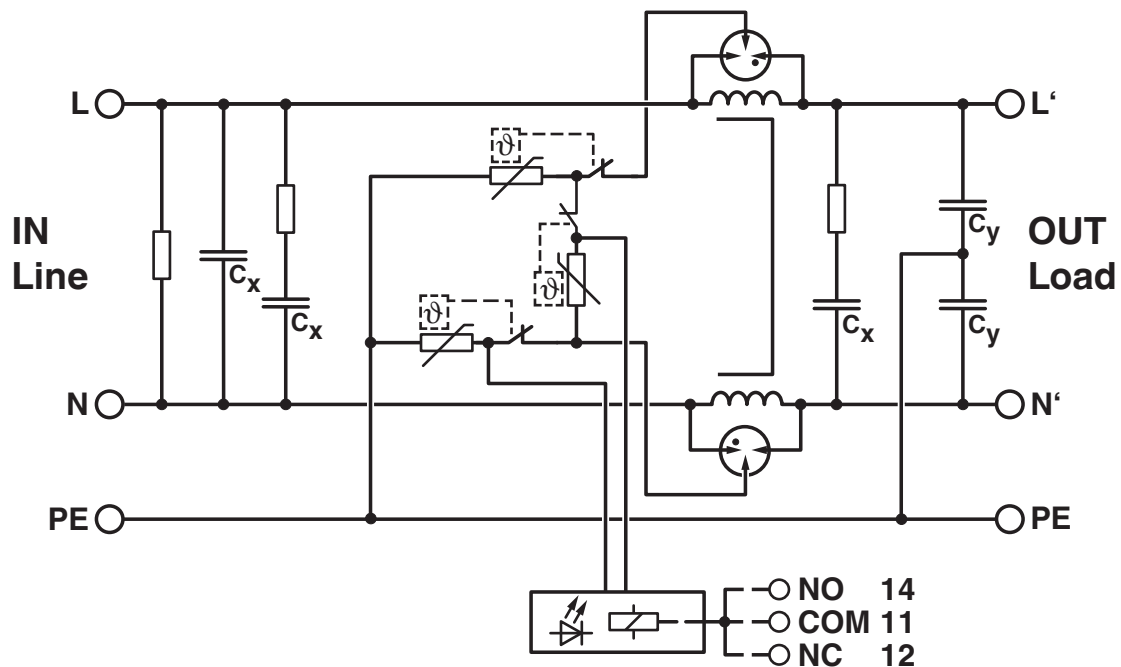 L
L‘
ϑ
IN
Line
OUT
Load
Cy
Cx
ϑ
Cx
ϑ
Cx
Cy
N
N‘
PE
PE
NO 14
COM 11
NC 12